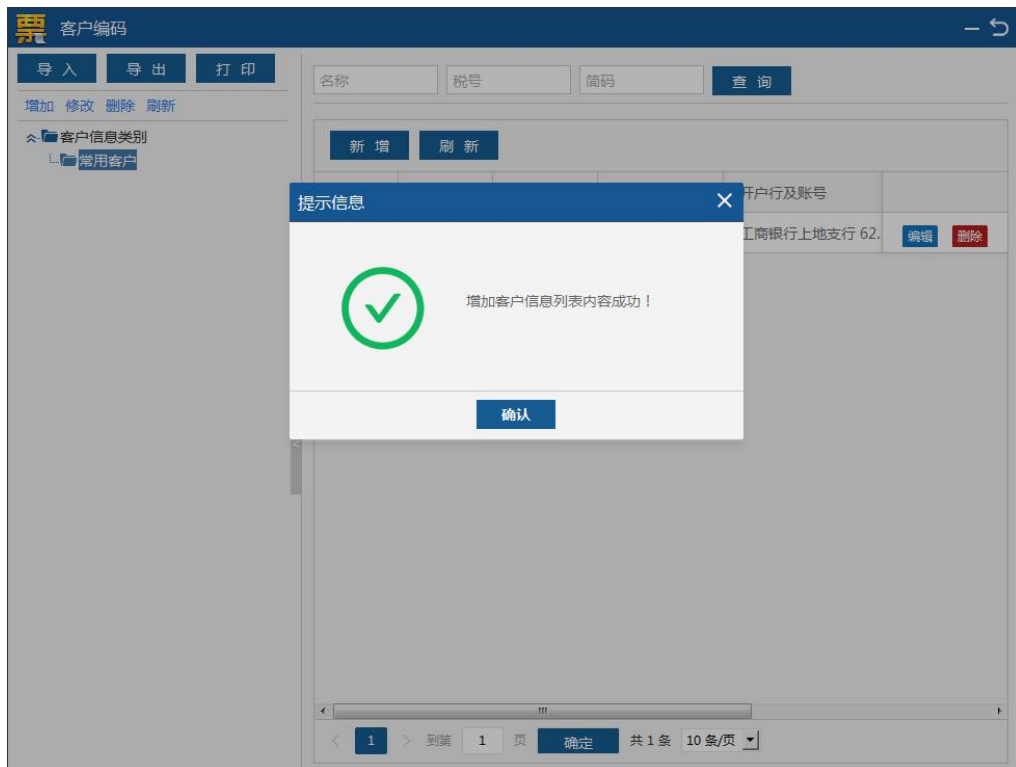 票 客户编码
导入 导出 打印
增加 修改 删除 刷新
客户信息类别
常用客户
名称 税号 简码 查询
新增 刷新
开户行及账号
工商银行上地支行 62.
编辑 删除
提示信息
增加客户信息列表内容成功！
确认
1 到第 1 页 确定 共 1 条 10 条/页